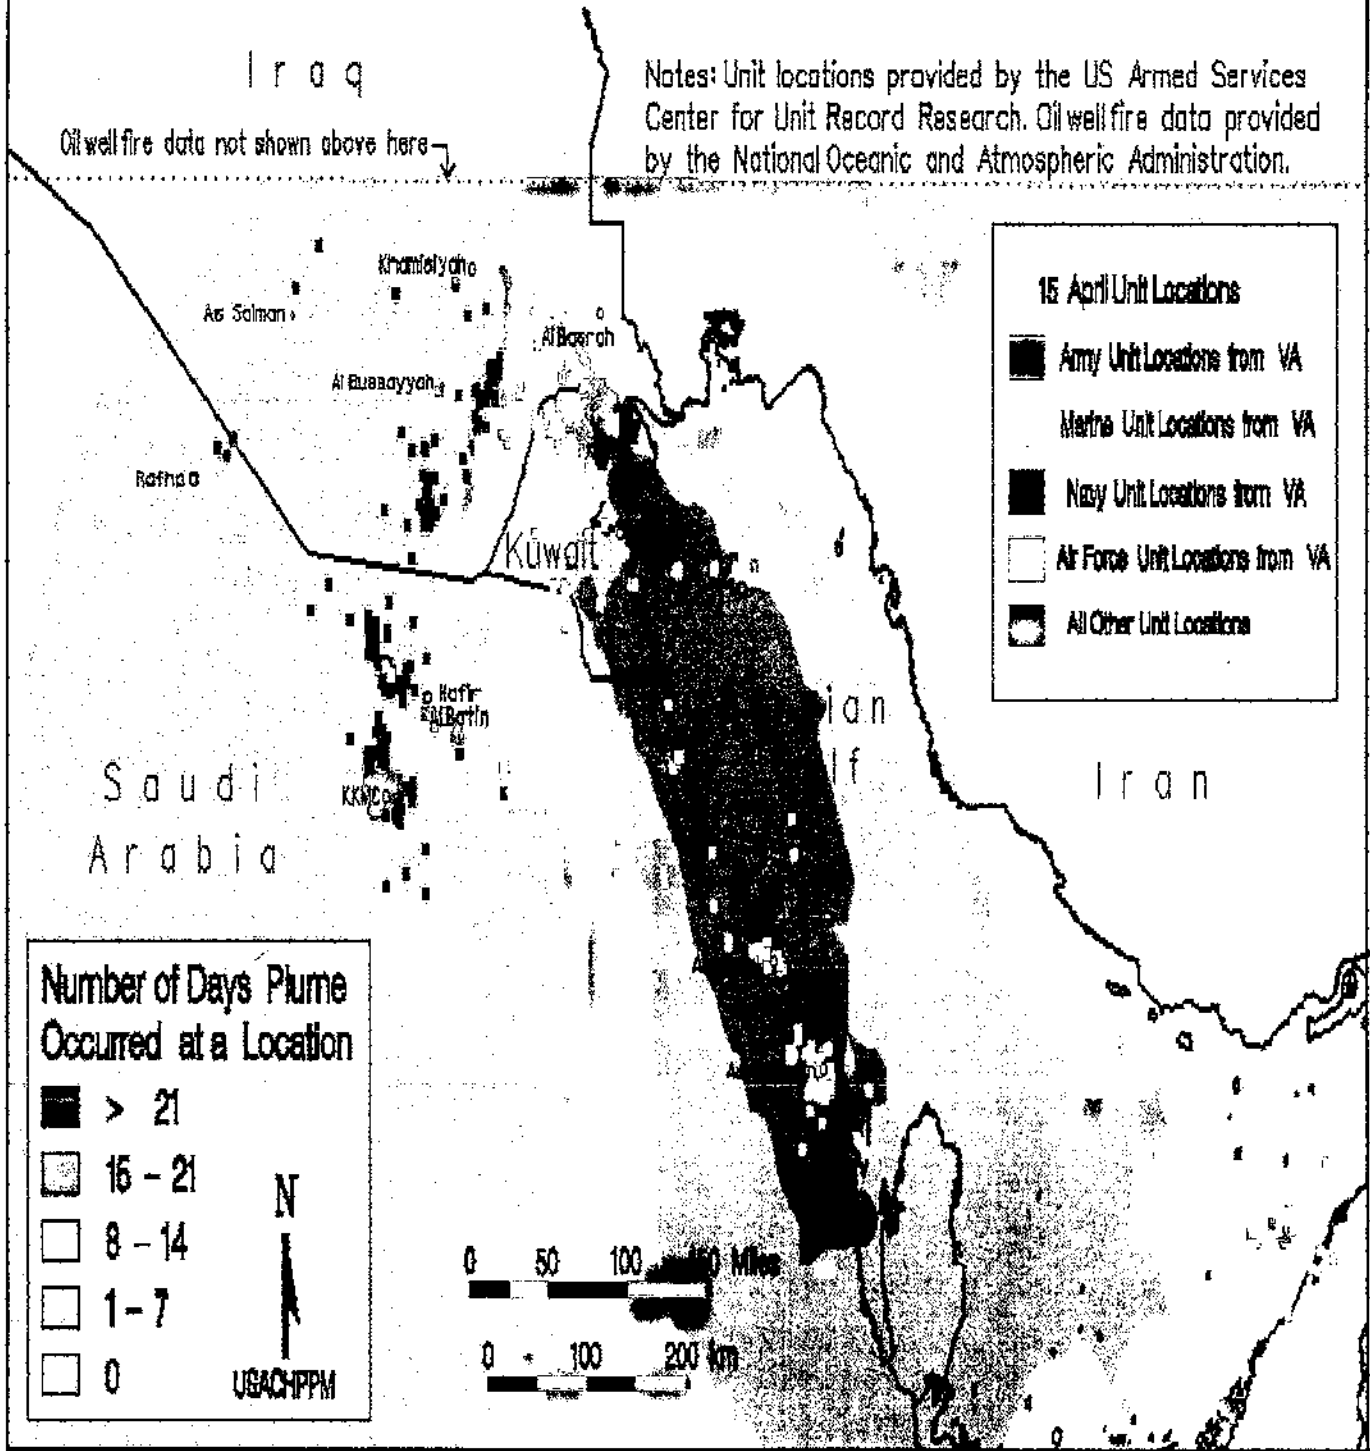 Iraq
Notes: Unit locations provided by the US Armed Services
Center for Unit Record Research. Oil well fire data provided
by the National Oceanic and Atmospheric Administration.
Oil well fire data not shown above here
Khamisiyah
As Salman
Al Basrah
Al Bussayyah
Rafha
Kuwait
15 April Unit Locations
Army Unit Locations from VA
Marine Unit Locations from VA
Navy Unit Locations from VA
Air Force Unit Locations from VA
All Other Unit Locations
Hafir
Al Batin
KKMC
ian
lf
Iran
Saudi
Arabia
Number of Days Plume
Occurred at a Location
> 21
15 - 21
8 - 14
1 - 7
0
N
USACHPPM
0 50 100 150 Miles
0 100 200 km